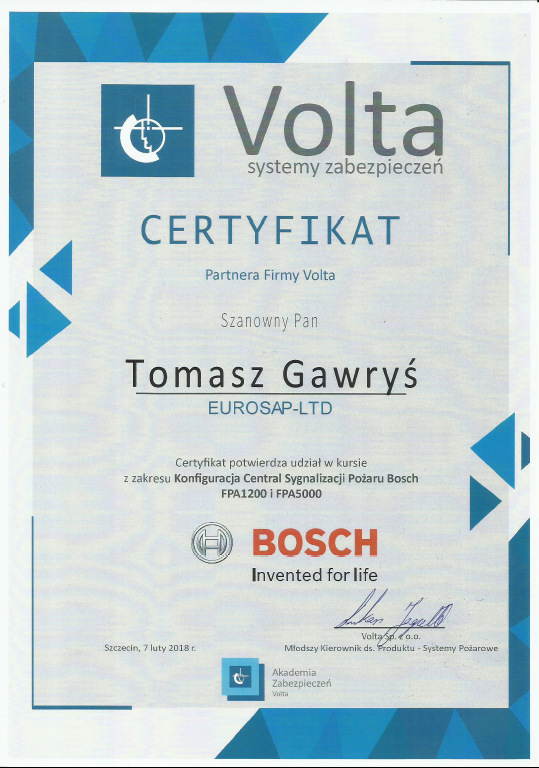 Volta
systemy zabezpieczeń
CERTYFIKAT
Partnera Firmy Volta
Szanowny Pan
Tomasz Gawryś
EUROSAP-LTD
Certyfikat potwierdza udział w kursie
z zakresu Konfiguracja Central Sygnalizacji Pożaru Bosch
FPA1200 i FPA5000
BOSCH
Invented for life
Volta Sp. z o.o.
Szczecin, 7 luty 2018 r.
Młodszy Kierownik ds. Produktu - Systemy Pożarowe
Akademia
Zabezpieczeń
Volta